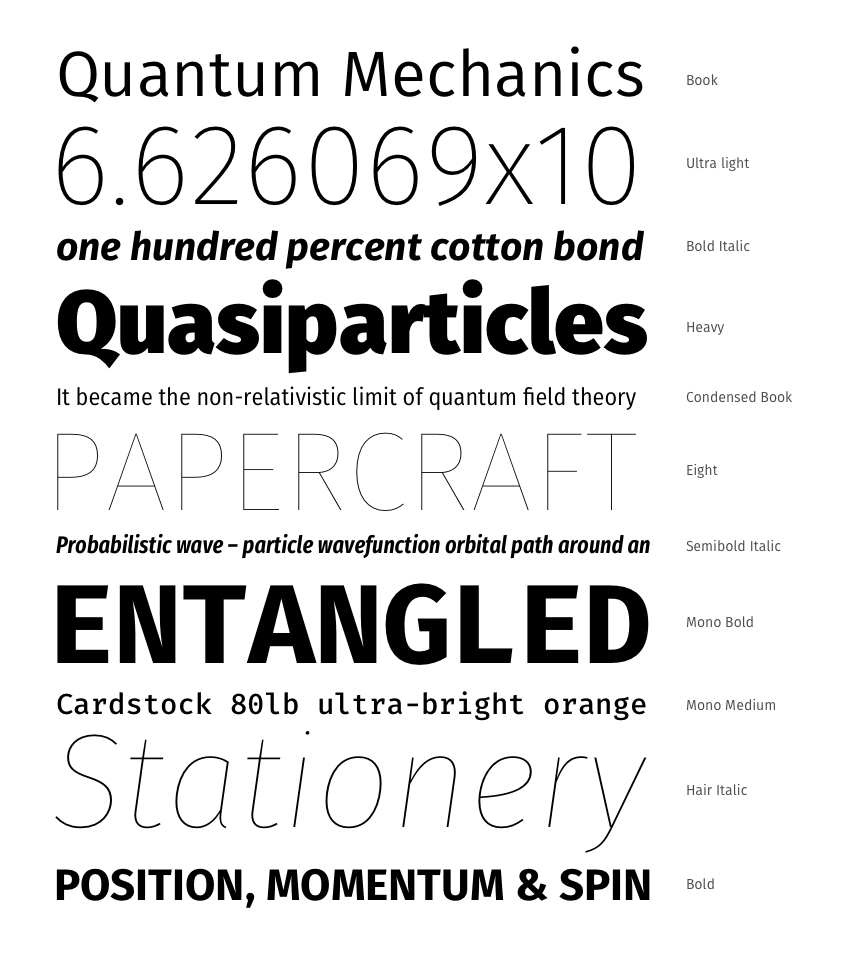 Quantum Mechanics Book
6.626069x10 Ultra light
one hundred percent cotton bond Bold Italic
Quasiparticles Heavy
It became the non-relativistic limit of quantum field theory Condensed Book
PAPERCRAFT Eight
Probabilistic wave – particle wavefunction orbital path around an Semibold Italic
ENTANGLED Mono Bold
Cardstock 80lb ultra-bright orange Mono Medium
Stationery Hair Italic
POSITION, MOMENTUM & SPIN Bold